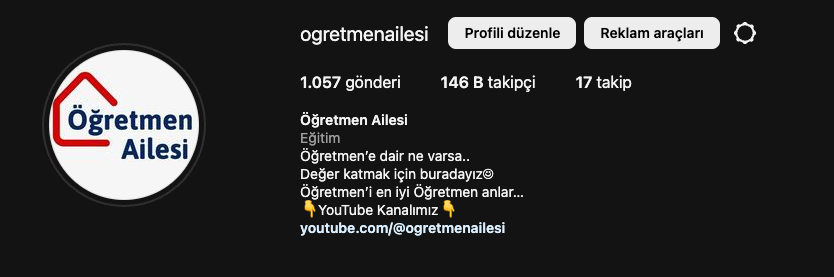 Öğretmen
Ailesi
ogretmenailesi Profili düzenle Reklam araçları
1.057 gönderi 146 B takipçi 17 takip
Öğretmen Ailesi
Eğitim
Öğretmen'e dair ne varsa..
Değer katmak için buradayız☺
Öğretmen'i en iyi Öğretmen anlar...
👇YouTube Kanalımız👇
youtube.com/@ogretmenailesi